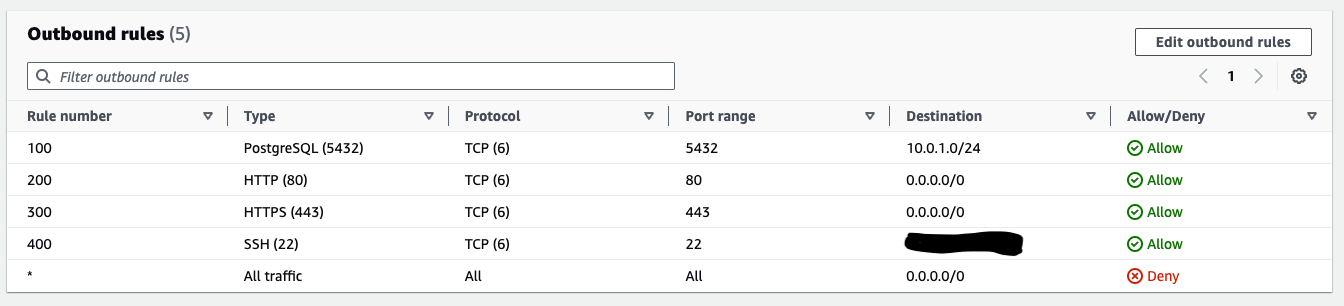 Outbound rules (5)
Edit outbound rules
Filter outbound rules
1
Rule number Type Protocol Port range Destination Allow/Deny
100 PostgreSQL (5432) TCP (6) 5432 10.0.1.0/24 Allow
200 HTTP (80) TCP (6) 80 0.0.0.0/0 Allow
300 HTTPS (443) TCP (6) 443 0.0.0.0/0 Allow
400 SSH (22) TCP (6) 22 Allow
* All traffic All All 0.0.0.0/0 Deny